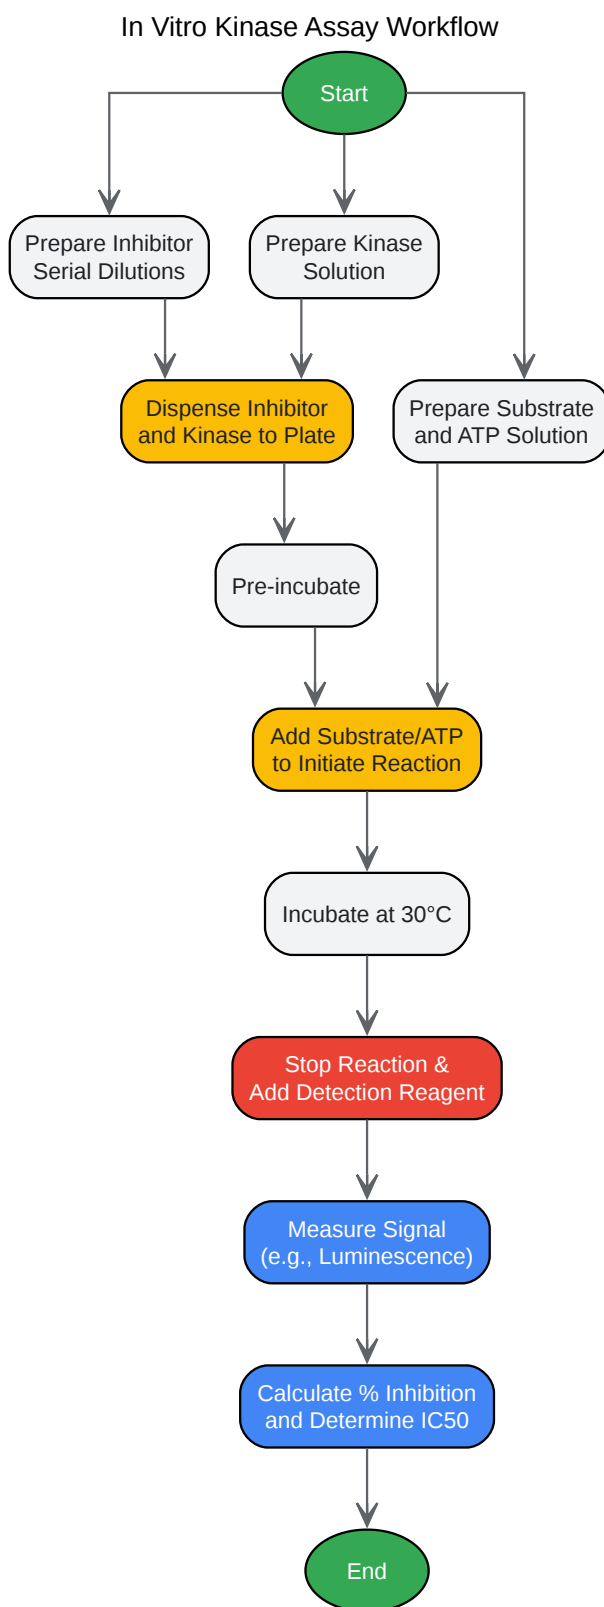 In Vitro Kinase Assay Workflow
Start
Prepare Inhibitor
Serial Dilutions
Prepare Kinase
Solution
Dispense Inhibitor
and Kinase to Plate
Prepare Substrate
and ATP Solution
Pre-incubate
Add Substrate/ATP
to Initiate Reaction
Incubate at 30°C
Stop Reaction &
Add Detection Reagent
Measure Signal
(e.g., Luminescence)
Calculate % Inhibition
and Determine IC50
End